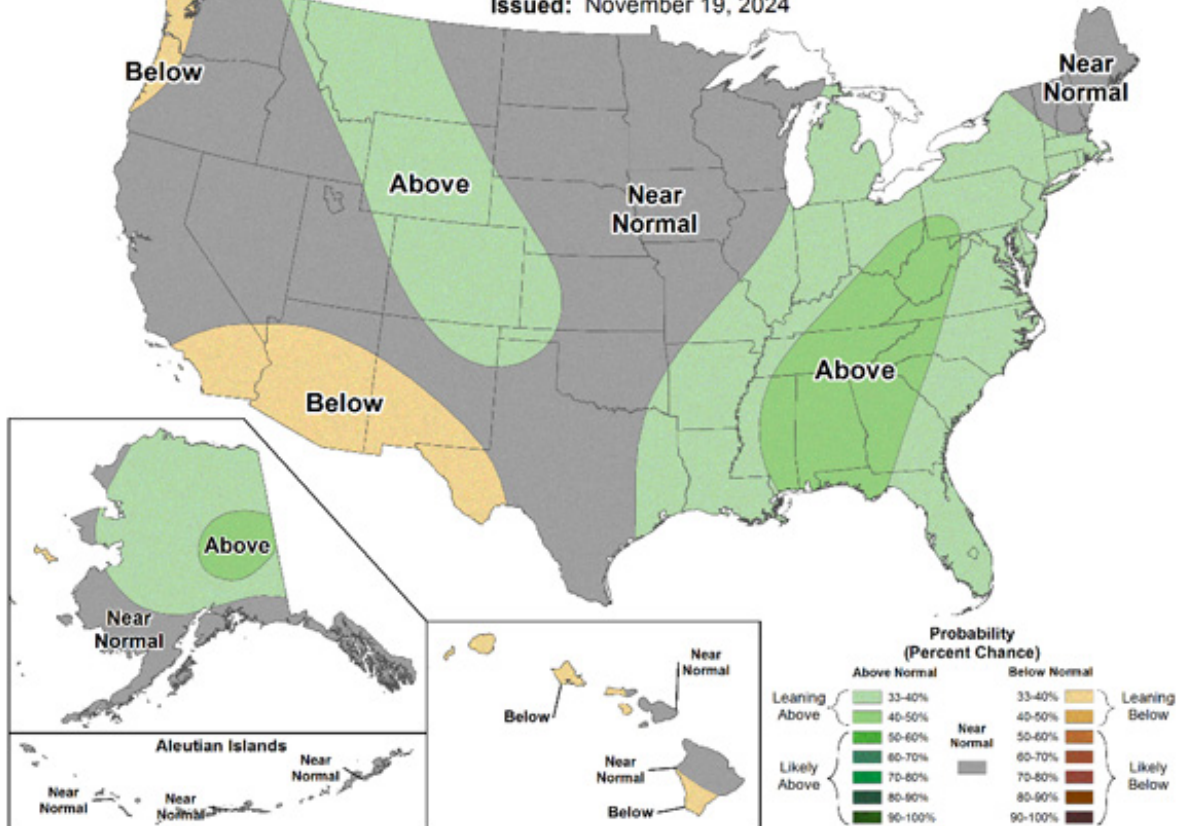 Issued: November 19, 2024
Below
Near
Normal
Above
Near
Normal
Above
Below
Above
Near
Normal
Near
Normal
Below
Near
Normal
Below
Aleutian Islands
Near
Normal
Near
Normal
Near
Normal
Probability
(Percent Chance)
Above Normal
Below Normal
Leaning
Above
33-40%
40-50%
Likely
Above
50-60%
60-70%
70-80%
80-90%
90-100%
Near
Normal
33-40%
40-50%
Leaning
Below
50-60%
60-70%
70-80%
80-90%
90-100%
Likely
Below